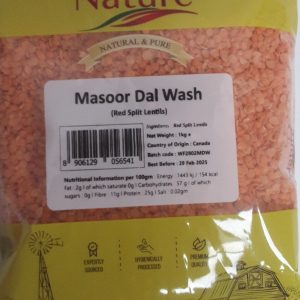 Nature
NATURAL & PURE
Masoor Dal Wash
(Red Split Lentils)
Ingredients: Red Split Lentils
Net Weight : 1kg e
Country of Origin : Canada
Batch code: WF2802MDW
Best Before : 28 Feb 2025
8 906129 056541
Nutritional Information per 100gm Energy : 1443 kj / 154 kcal
Fat : 2g / of which saturate 0g / Carbohydrates : 57 g / of which
sugars : 0g / Fibre : 11g / Protein : 25g / Salt : 0.02gm
EXPERTLY
SOURCED
HYGIENICALLY
PROCESSED
PREMIUM
QUALITY